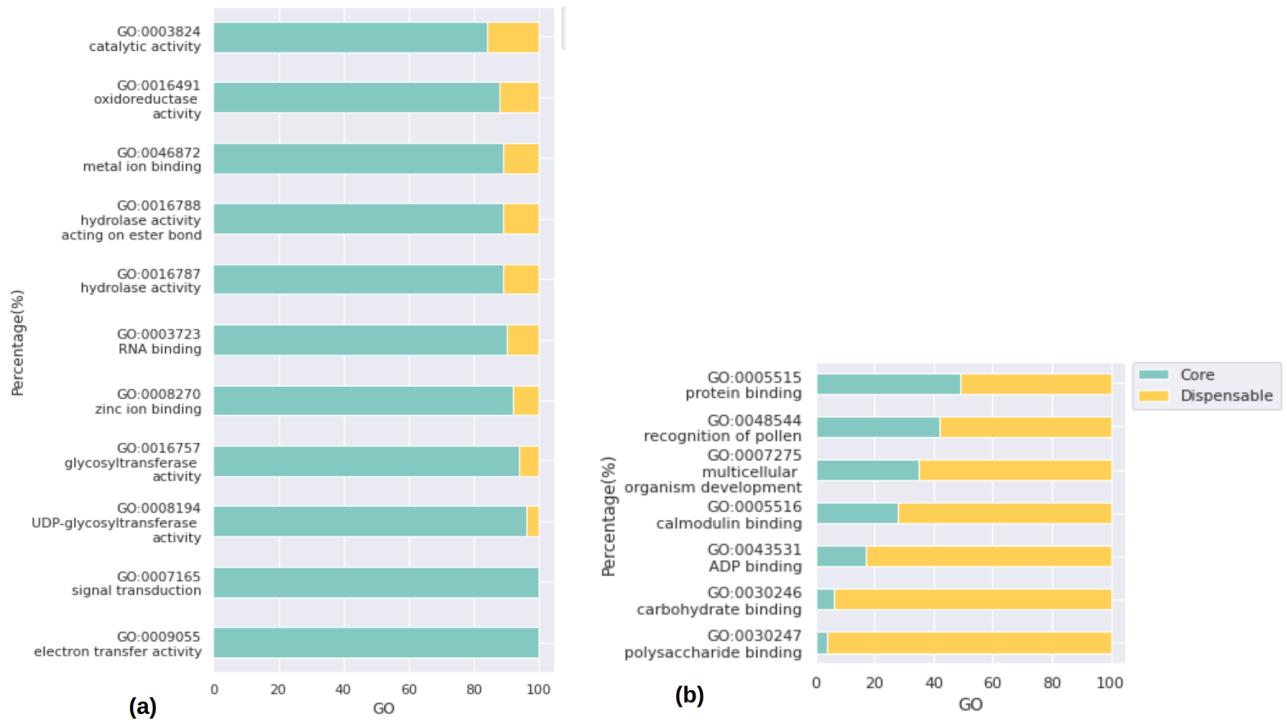 GO:0003824
catalytic activity
GO:0016491
oxidoreductase
activity
GO:0046872
metal ion binding
GO:0016788
hydrolase activity
acting on ester bond
GO:0016787
hydrolase activity
GO:0003723
RNA binding
GO:0008270
zinc ion binding
GO:0016757
glycosyltransferase
activity
GO:0008194
UDP-glycosyltransferase
activity
GO:0007165
signal transduction
GO:0009055
electron transfer activity
Percentage(%)
0 20 40 60 80 100
GO
(a)
GO:0005515
protein binding
GO:0048544
recognition of pollen
GO:0007275
multicellular
organism development
GO:0005516
calmodulin binding
GO:0043531
ADP binding
GO:0030246
carbohydrate binding
GO:0030247
polysaccharide binding
Percentage(%)
0 20 40 60 80 100
GO
(b)
Core
Dispensable